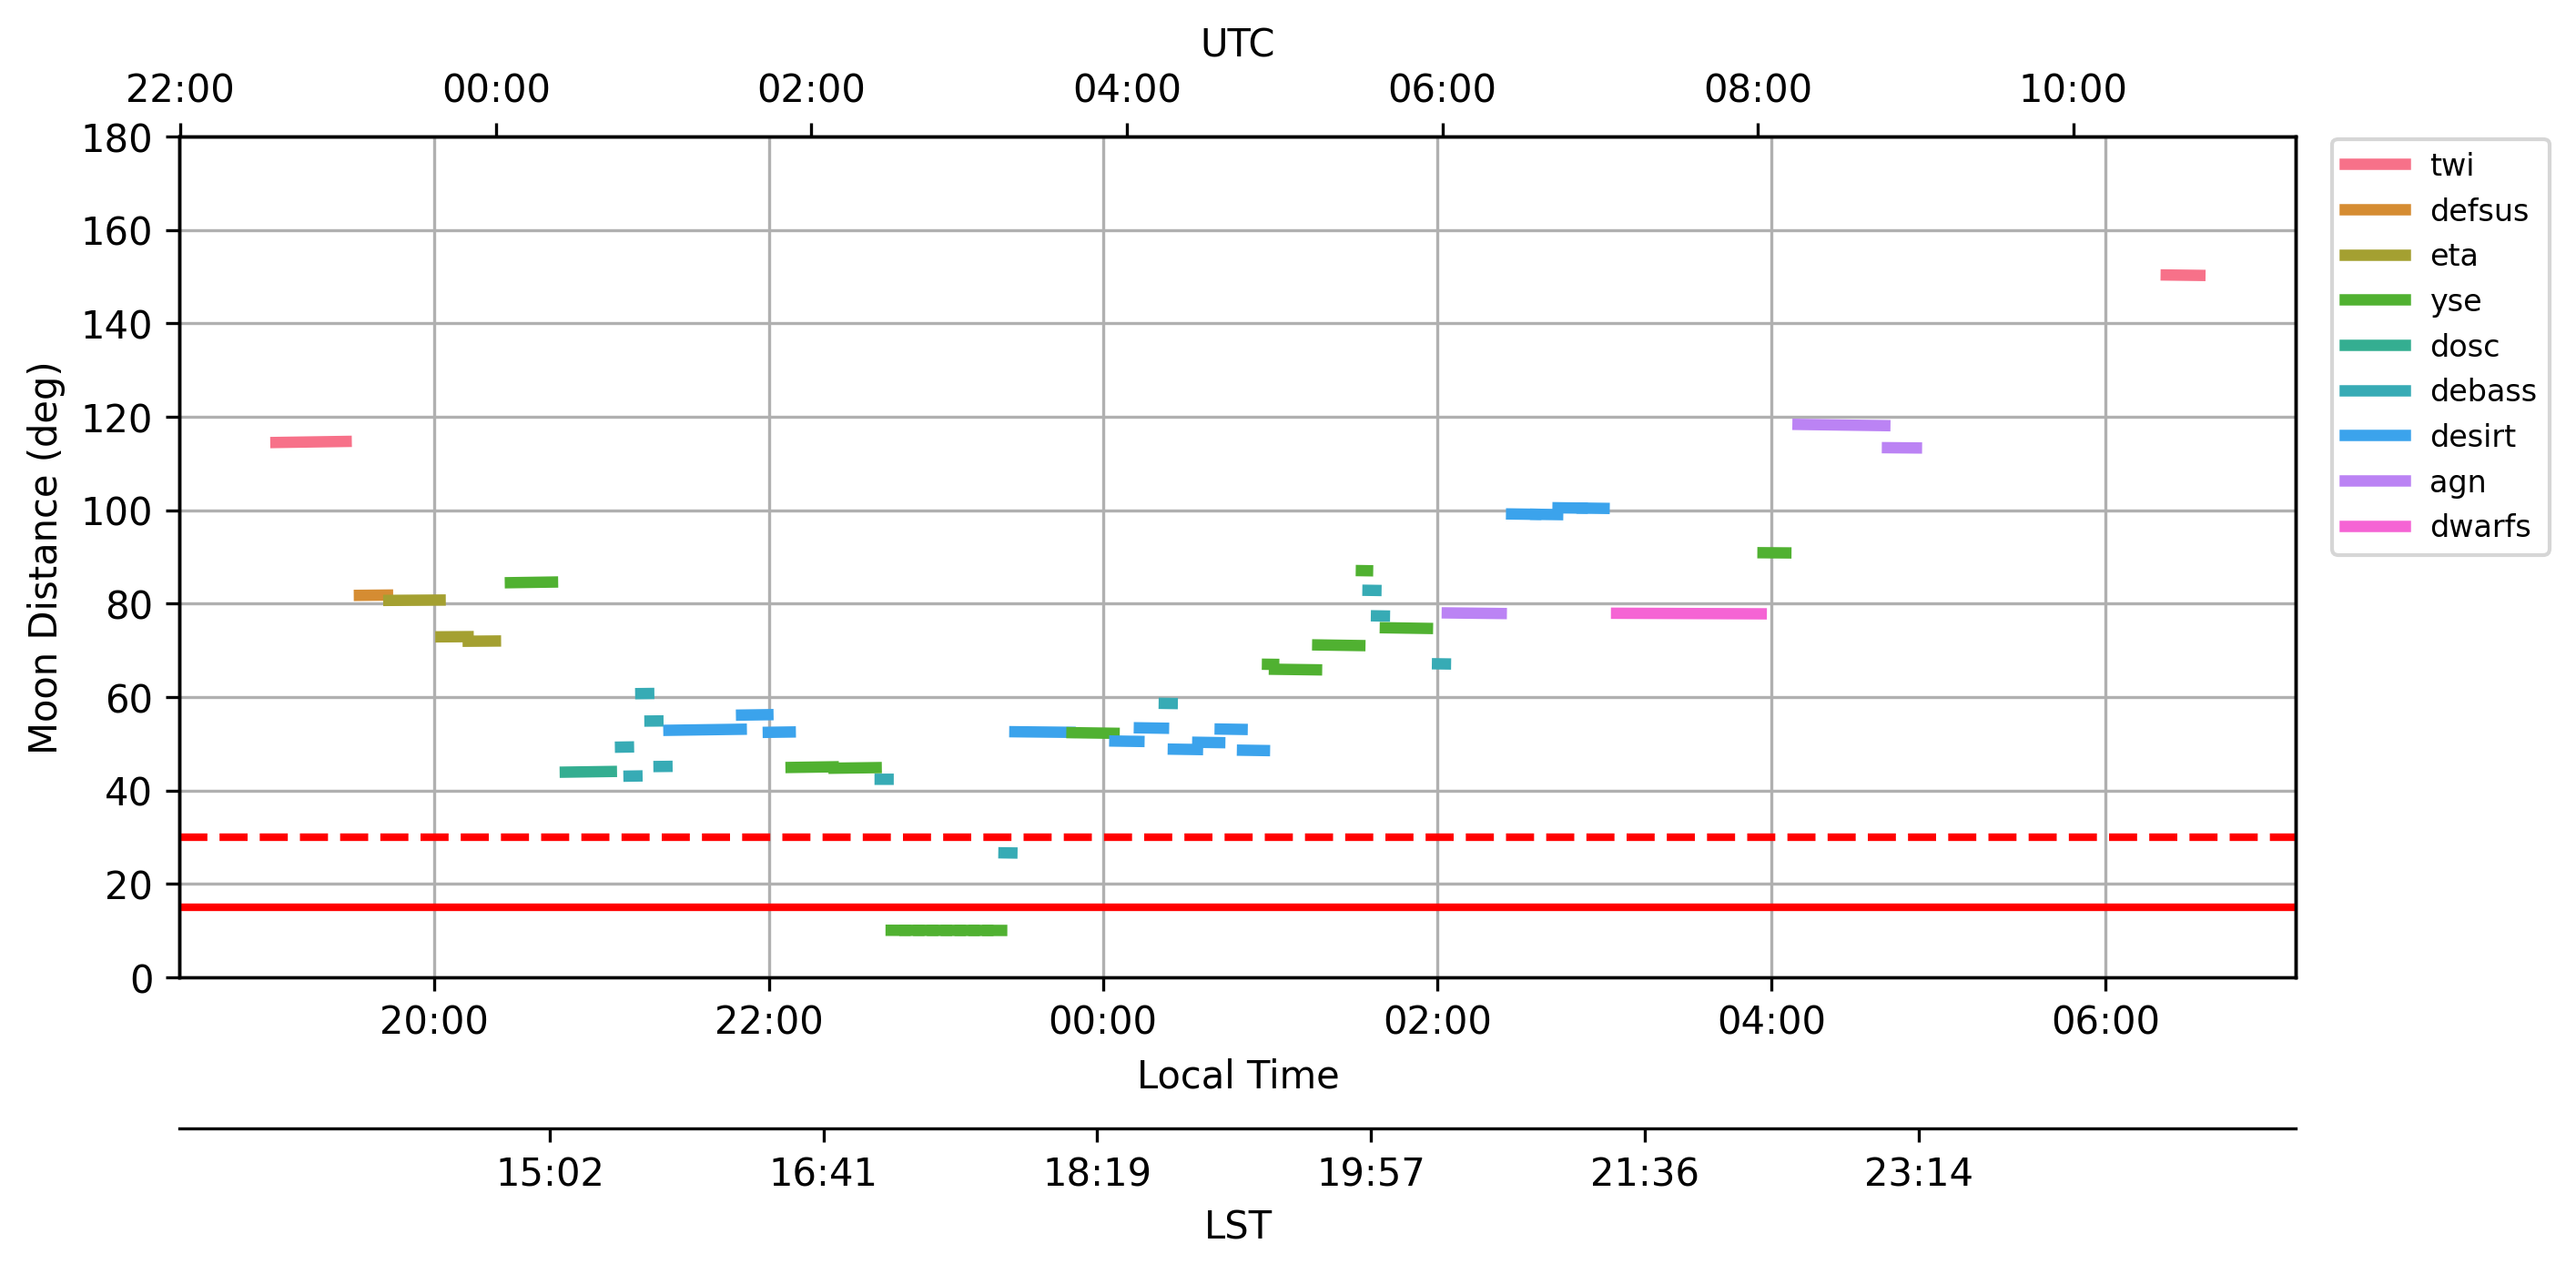 UTC
22:00 00:00 02:00 04:00 06:00 08:00 10:00
180
160
140
120
100
80
60
40
20
0
Moon Distance (deg)
20:00 22:00 00:00 02:00 04:00 06:00
Local Time
15:02 16:41 18:19 19:57 21:36 23:14
LST
twi
defsus
eta
yse
dosc
debass
desirt
agn
dwarfs